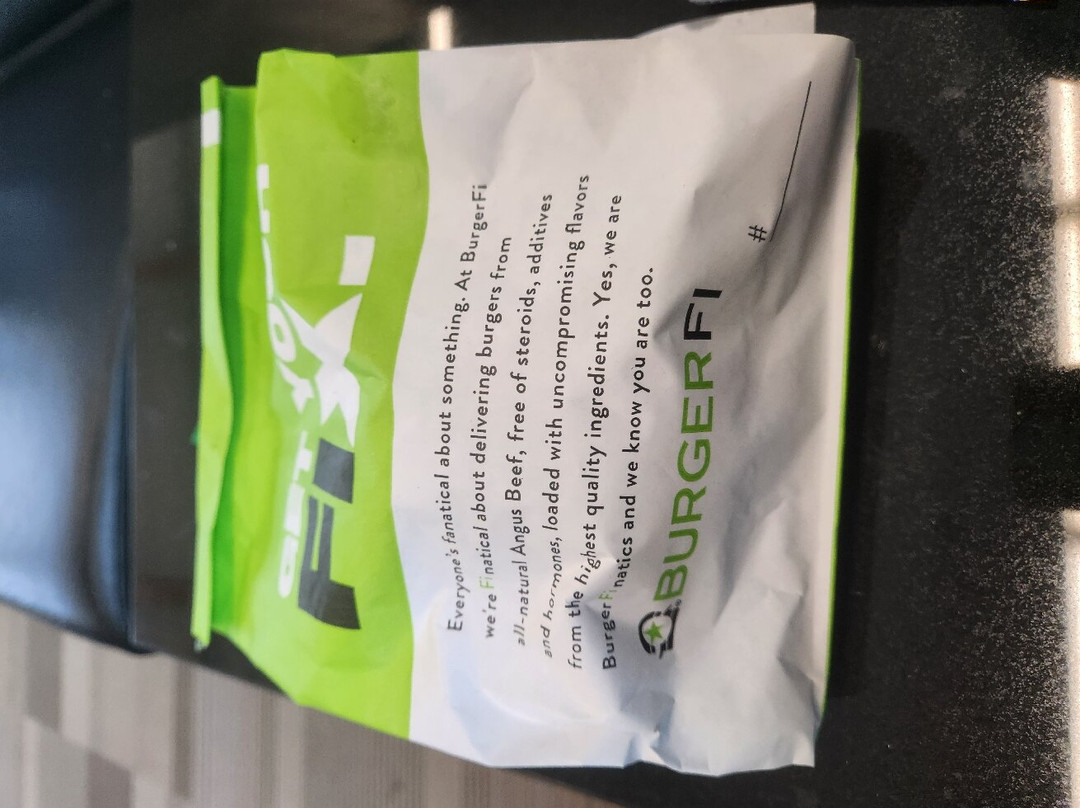 GET YOUR
FIX.
Everyone's fanatical about something. At BurgerFi
we're Finatical about delivering burgers from
all-natural Angus Beef, free of steroids, additives
and hormones, loaded with uncompromising flavors
from the highest quality ingredients. Yes, we are
BurgerFinatics and we know you are too.
BURGERFI
#